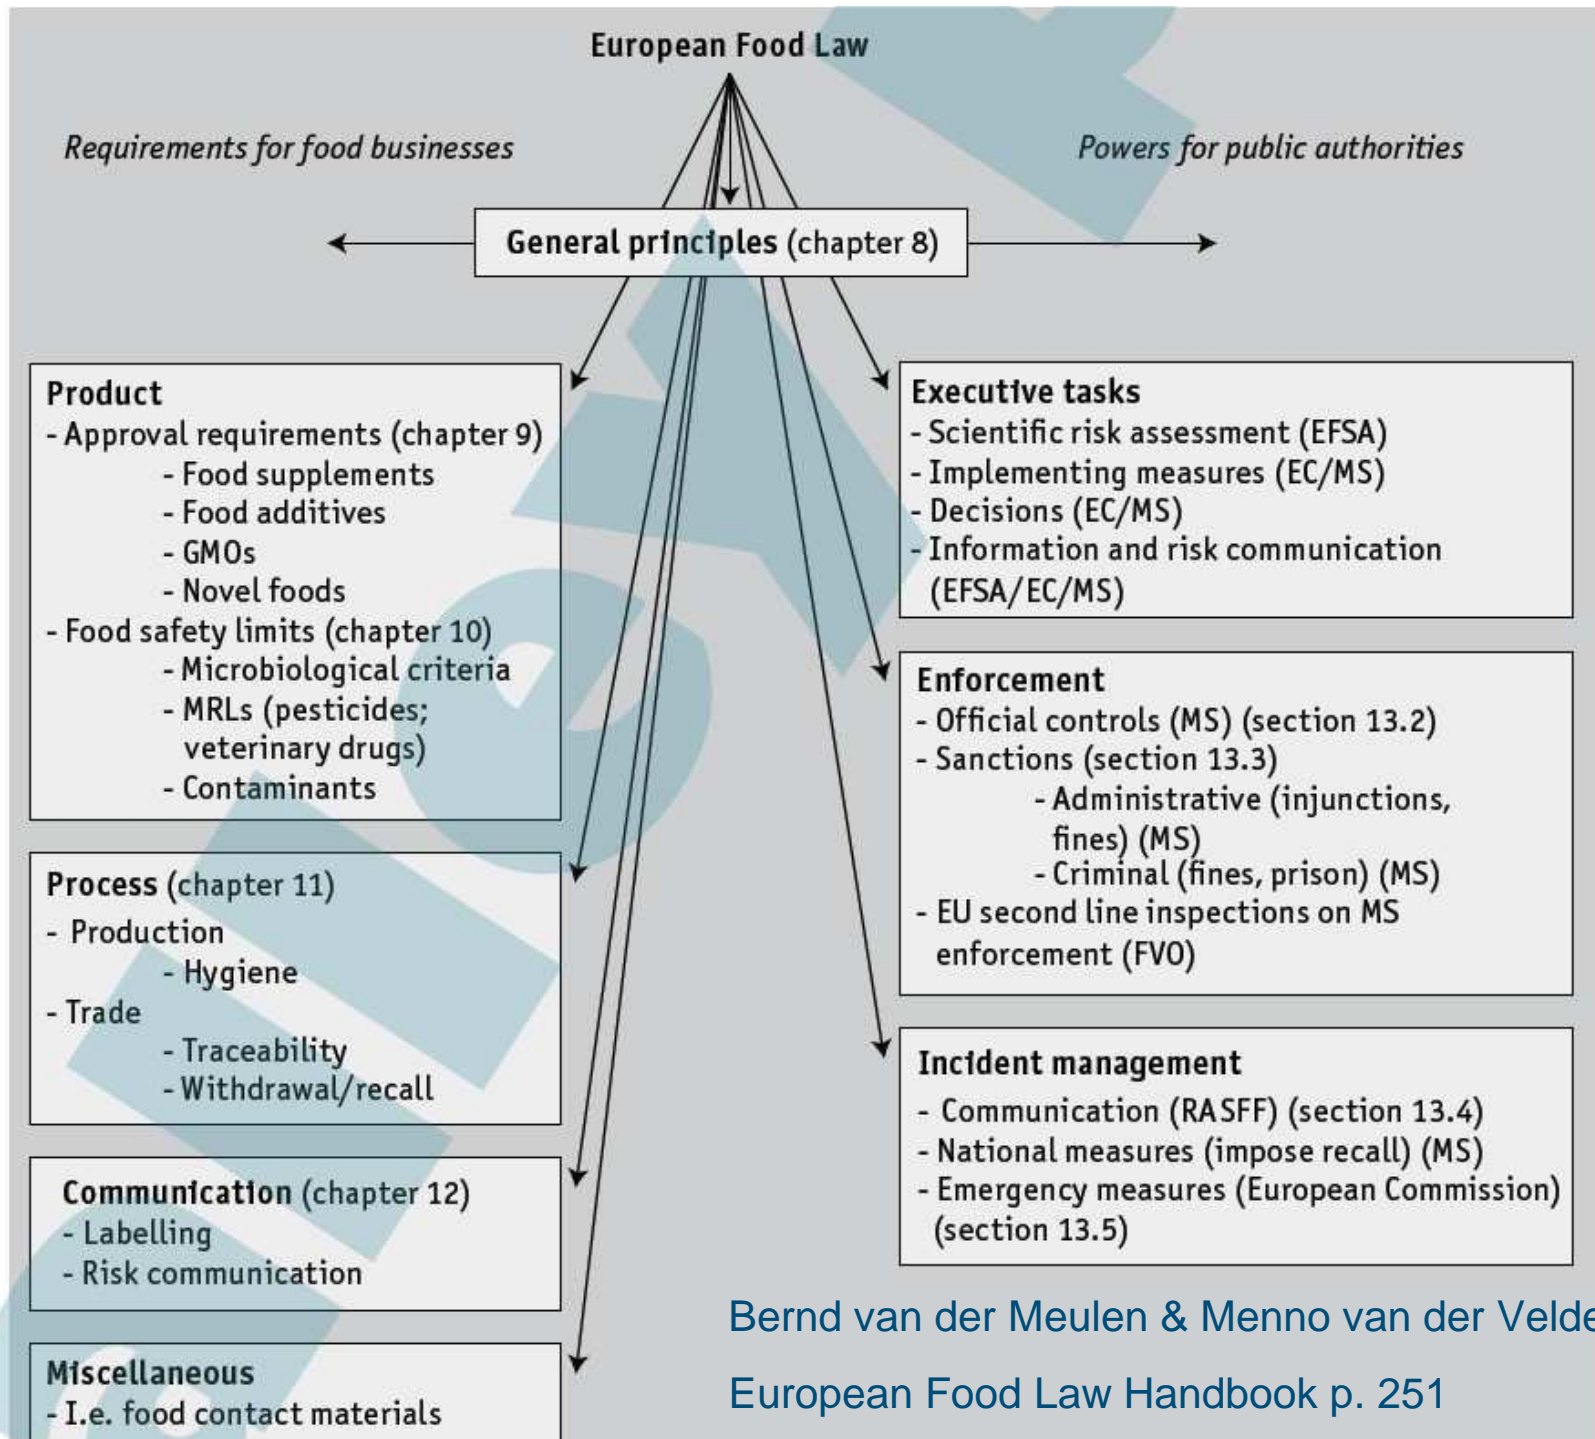 European Food Law
Requirements for food businesses
Powers for public authorities
General principles (chapter 8)
Product
- Approval requirements (chapter 9)
- Food supplements
- Food additives
- GMOs
- Novel foods
- Food safety limits (chapter 10)
- Microbiological criteria
- MRLs (pesticides;
veterinary drugs)
- Contaminants
Process (chapter 11)
- Production
- Hygiene
- Trade
- Traceability
- Withdrawal/recall
Communication (chapter 12)
- Labelling
- Risk communication
Miscellaneous
- I.e. food contact materials
Executive tasks
- Scientific risk assessment (EFSA)
- Implementing measures (EC/MS)
- Decisions (EC/MS)
- Information and risk communication
(EFSA/EC/MS)
Enforcement
- Official controls (MS) (section 13.2)
- Sanctions (section 13.3)
- Administrative (injunctions,
fines) (MS)
- Criminal (fines, prison) (MS)
- EU second line inspections on MS
enforcement (FVO)
Incident management
- Communication (RASFF) (section 13.4)
- National measures (impose recall) (MS)
- Emergency measures (European Commission)
(section 13.5)
Bernd van der Meulen & Menno van der Velde
European Food Law Handbook p. 251